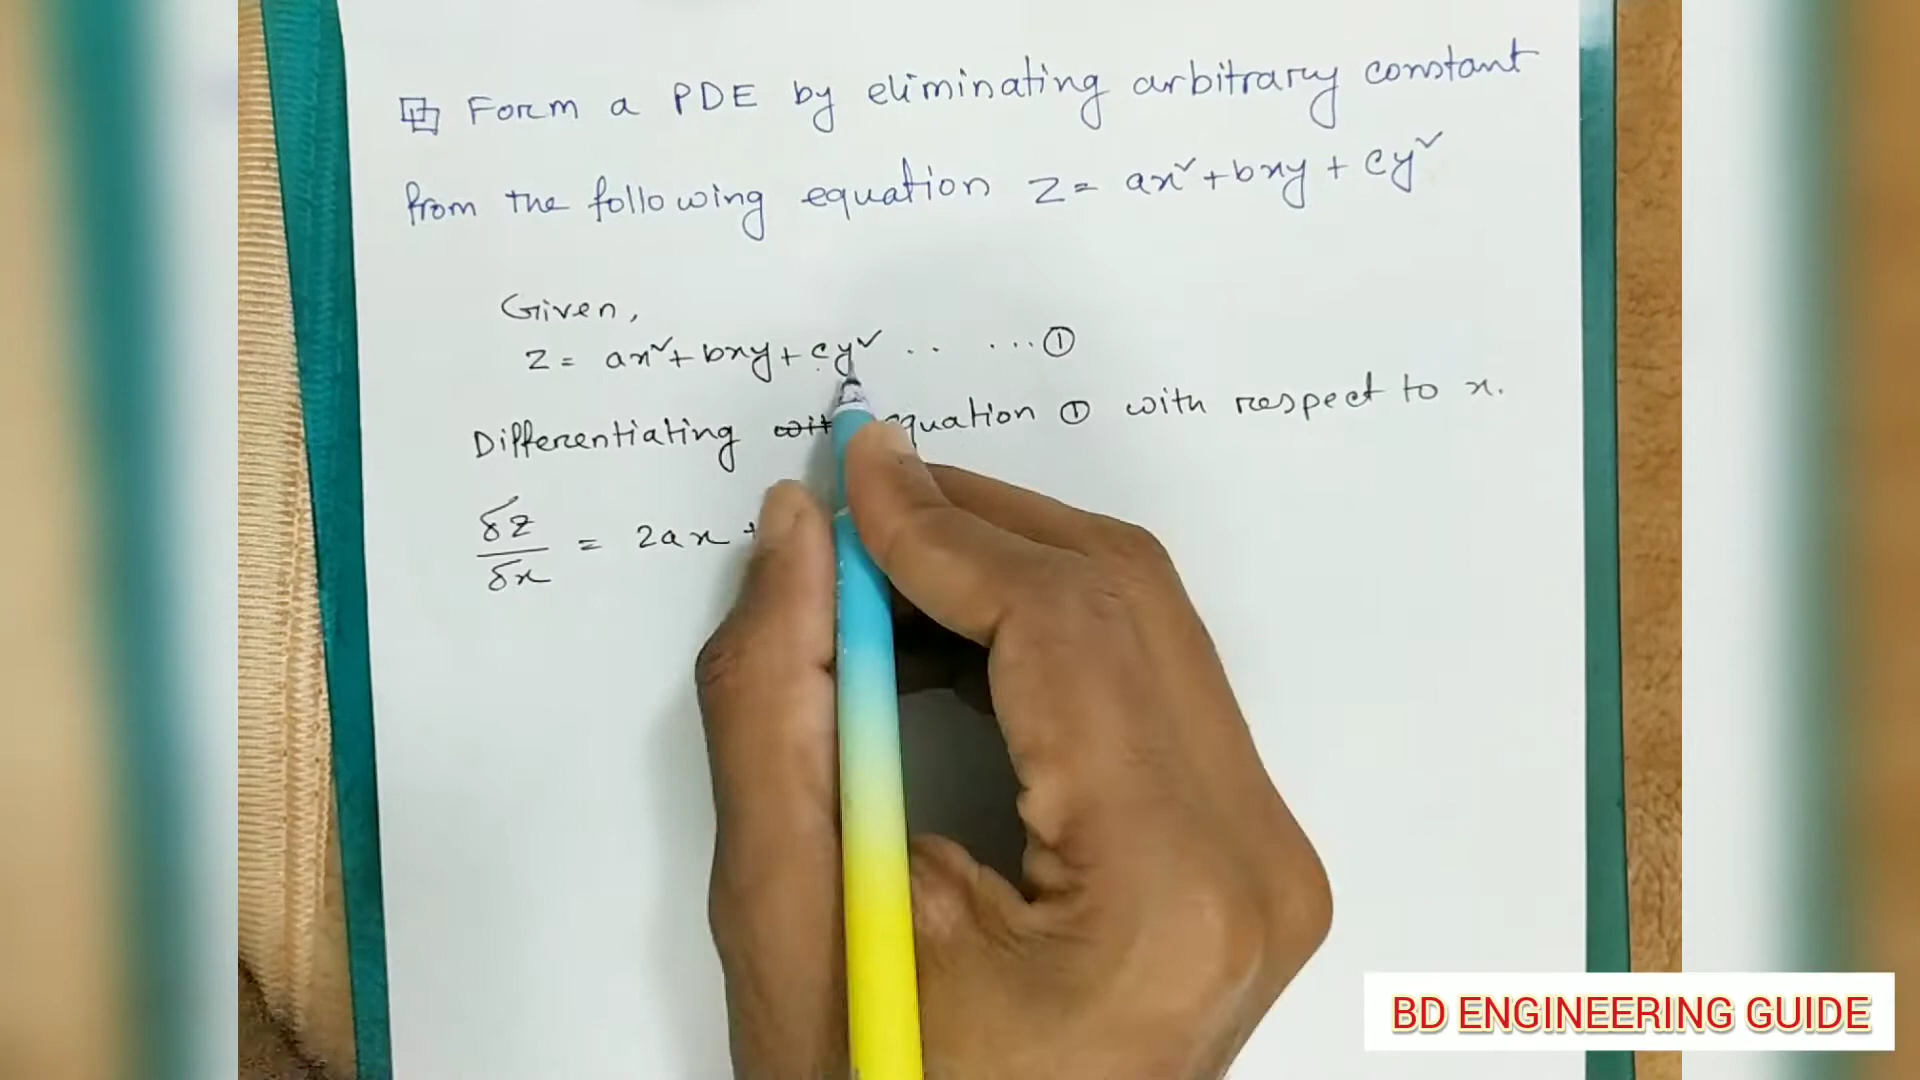 Form a PDE by eliminating arbitrary constant
from the following equation z = ax² + bxy + cy²
Given,
z = ax² + bxy + cy² .. ... ①
Differentiating equation ① with respect to x.
δz/δx = 2ax +
BD ENGINEERING GUIDE